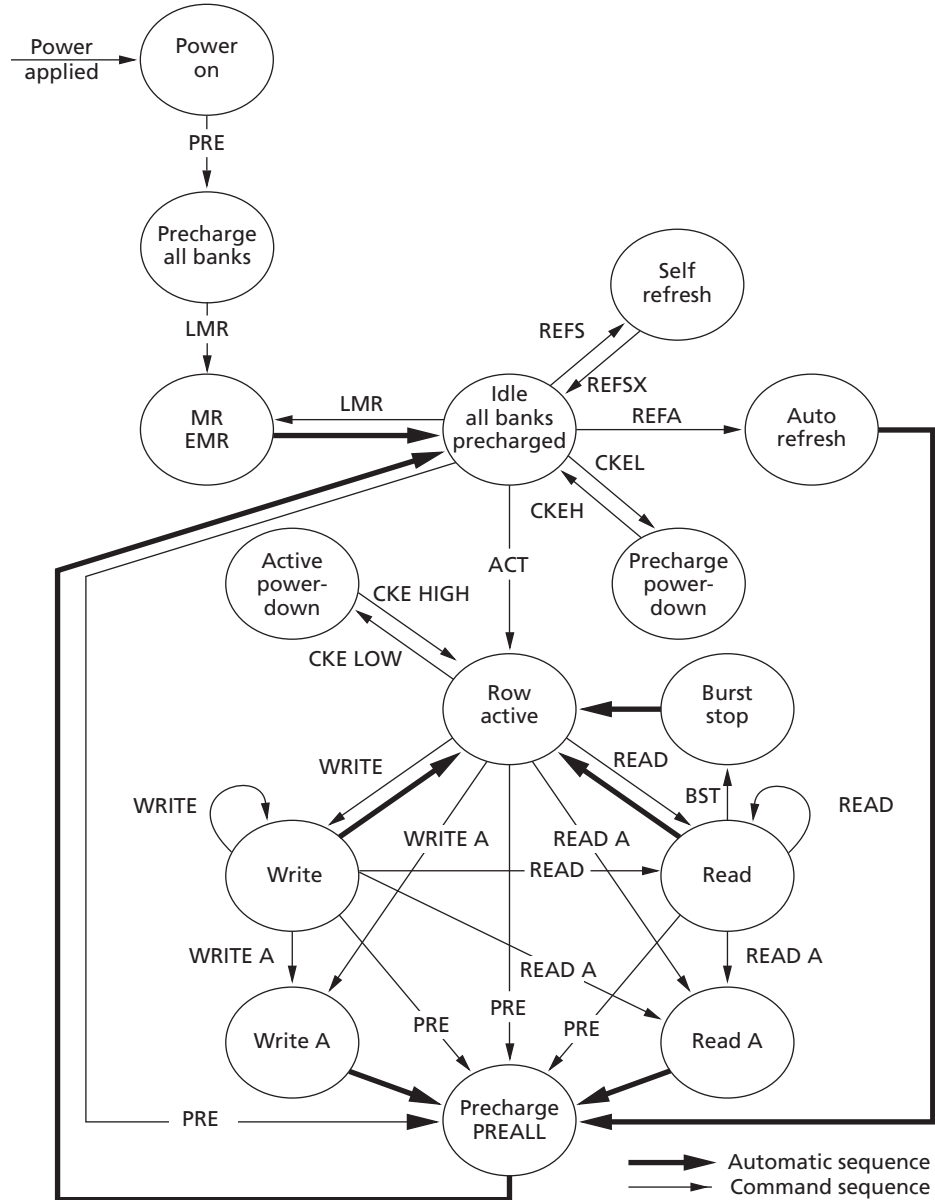 Power
applied
Power
on
PRE
Precharge
all banks
LMR
Self
refresh
REFS
REFSX
MR
EMR
LMR
Idle
all banks
precharged
REFA
Auto
refresh
CKEL
CKEH
Precharge
power-
down
ACT
Active
power-
down
CKE HIGH
CKE LOW
Row
active
Burst
stop
WRITE
READ
BST
WRITE
READ
WRITE A
READ A
Write
READ
Read
WRITE A
READ A
READ A
Write A
PRE
PRE
PRE
Read A
PRE
Precharge
PREALL
Automatic sequence
Command sequence